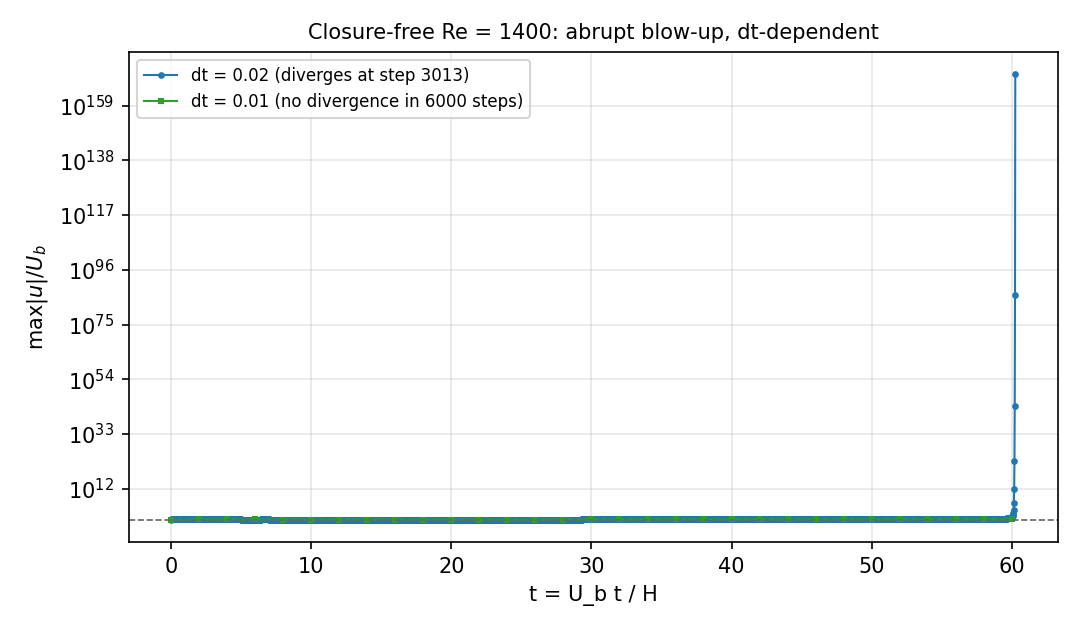 Closure-free Re = 1400: abrupt blow-up, dt-dependent
dt = 0.02 (diverges at step 3013)
dt = 0.01 (no divergence in 6000 steps)
10^159
10^138
10^117
10^96
10^75
10^54
10^33
10^12
max|u|/U_b
0 10 20 30 40 50 60
t = U_b t / H